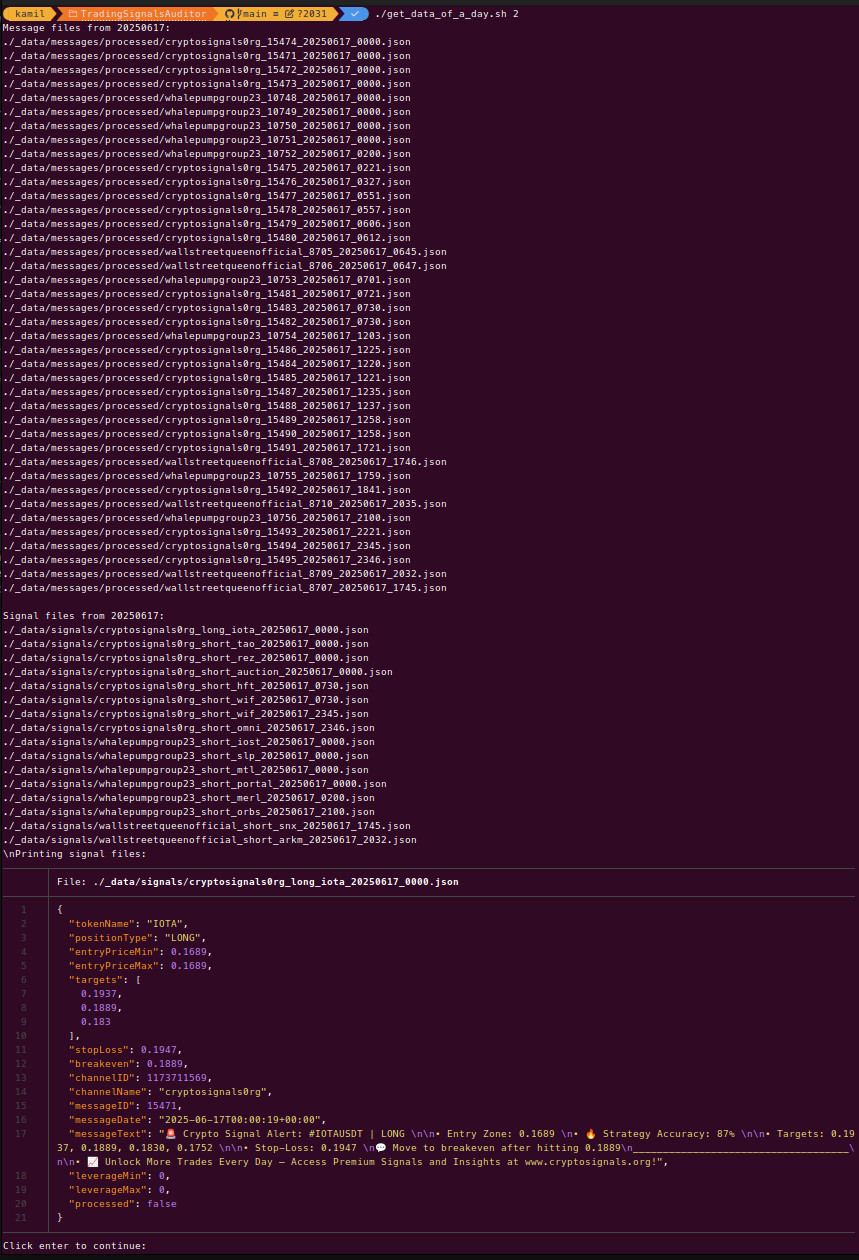 kamil TradingSignalsAuditor main ≡ ?2031 ✓ ./get_data_of_a_day.sh 2
Message files from 20250617:
./_data/messages/processed/cryptosignals0rg_15474_20250617_0000.json
./_data/messages/processed/cryptosignals0rg_15471_20250617_0000.json
./_data/messages/processed/cryptosignals0rg_15472_20250617_0000.json
./_data/messages/processed/cryptosignals0rg_15473_20250617_0000.json
./_data/messages/processed/whalepumpgroup23_10748_20250617_0000.json
./_data/messages/processed/whalepumpgroup23_10749_20250617_0000.json
./_data/messages/processed/whalepumpgroup23_10750_20250617_0000.json
./_data/messages/processed/whalepumpgroup23_10751_20250617_0000.json
./_data/messages/processed/whalepumpgroup23_10752_20250617_0200.json
./_data/messages/processed/cryptosignals0rg_15475_20250617_0221.json
./_data/messages/processed/cryptosignals0rg_15476_20250617_0327.json
./_data/messages/processed/cryptosignals0rg_15477_20250617_0551.json
./_data/messages/processed/cryptosignals0rg_15478_20250617_0557.json
./_data/messages/processed/cryptosignals0rg_15479_20250617_0606.json
./_data/messages/processed/cryptosignals0rg_15480_20250617_0612.json
./_data/messages/processed/wallstreetqueenofficial_8705_20250617_0645.json
./_data/messages/processed/wallstreetqueenofficial_8706_20250617_0647.json
./_data/messages/processed/whalepumpgroup23_10753_20250617_0701.json
./_data/messages/processed/cryptosignals0rg_15481_20250617_0721.json
./_data/messages/processed/cryptosignals0rg_15483_20250617_0730.json
./_data/messages/processed/cryptosignals0rg_15482_20250617_0730.json
./_data/messages/processed/whalepumpgroup23_10754_20250617_1203.json
./_data/messages/processed/cryptosignals0rg_15486_20250617_1225.json
./_data/messages/processed/cryptosignals0rg_15484_20250617_1220.json
./_data/messages/processed/cryptosignals0rg_15485_20250617_1221.json
./_data/messages/processed/cryptosignals0rg_15487_20250617_1235.json
./_data/messages/processed/cryptosignals0rg_15488_20250617_1237.json
./_data/messages/processed/cryptosignals0rg_15489_20250617_1258.json
./_data/messages/processed/cryptosignals0rg_15490_20250617_1258.json
./_data/messages/processed/cryptosignals0rg_15491_20250617_1721.json
./_data/messages/processed/wallstreetqueenofficial_8708_20250617_1746.json
./_data/messages/processed/whalepumpgroup23_10755_20250617_1759.json
./_data/messages/processed/cryptosignals0rg_15492_20250617_1841.json
./_data/messages/processed/wallstreetqueenofficial_8710_20250617_2035.json
./_data/messages/processed/whalepumpgroup23_10756_20250617_2100.json
./_data/messages/processed/cryptosignals0rg_15493_20250617_2221.json
./_data/messages/processed/cryptosignals0rg_15494_20250617_2345.json
./_data/messages/processed/cryptosignals0rg_15495_20250617_2346.json
./_data/messages/processed/wallstreetqueenofficial_8709_20250617_2032.json
./_data/messages/processed/wallstreetqueenofficial_8707_20250617_1745.json
Signal files from 20250617:
./_data/signals/cryptosignals0rg_long_iota_20250617_0000.json
./_data/signals/cryptosignals0rg_short_tao_20250617_0000.json
./_data/signals/cryptosignals0rg_short_rez_20250617_0000.json
./_data/signals/cryptosignals0rg_short_auction_20250617_0000.json
./_data/signals/cryptosignals0rg_short_hft_20250617_0730.json
./_data/signals/cryptosignals0rg_short_wif_20250617_0730.json
./_data/signals/cryptosignals0rg_short_wif_20250617_2345.json
./_data/signals/cryptosignals0rg_short_omni_20250617_2346.json
./_data/signals/whalepumpgroup23_short_iost_20250617_0000.json
./_data/signals/whalepumpgroup23_short_slp_20250617_0000.json
./_data/signals/whalepumpgroup23_short_mtl_20250617_0000.json
./_data/signals/whalepumpgroup23_short_portal_20250617_0000.json
./_data/signals/whalepumpgroup23_short_merl_20250617_0200.json
./_data/signals/whalepumpgroup23_short_orbs_20250617_2100.json
./_data/signals/wallstreetqueenofficial_short_snx_20250617_1745.json
./_data/signals/wallstreetqueenofficial_short_arkm_20250617_2032.json
\nPrinting signal files:
File: ./_data/signals/cryptosignals0rg_long_iota_20250617_0000.json
1 {
2 "tokenName": "IOTA",
3 "positionType": "LONG",
4 "entryPriceMin": 0.1689,
5 "entryPriceMax": 0.1689,
6 "targets": [
7 0.1937,
8 0.1889,
9 0.183
10 ],
11 "stopLoss": 0.1947,
12 "breakeven": 0.1889,
13 "channelID": 1173711569,
14 "channelName": "cryptosignals0rg",
15 "messageID": 15471,
16 "messageDate": "2025-06-17T00:00:19+00:00",
17 "messageText": "🚨 Crypto Signal Alert: #IOTAUSDT | LONG \n\n• Entry Zone: 0.1689 \n• 🔥 Strategy Accuracy: 87% \n\n• Targets: 0.19
37, 0.1889, 0.1830, 0.1752 \n\n• Stop-Loss: 0.1947 \n💬 Move to breakeven after hitting 0.1889\n____________________________________\
n\n• 📈 Unlock More Trades Every Day – Access Premium Signals and Insights at www.cryptosignals.org!",
18 "leverageMin": 0,
19 "leverageMax": 0,
20 "processed": false
21 }
Click enter to continue: